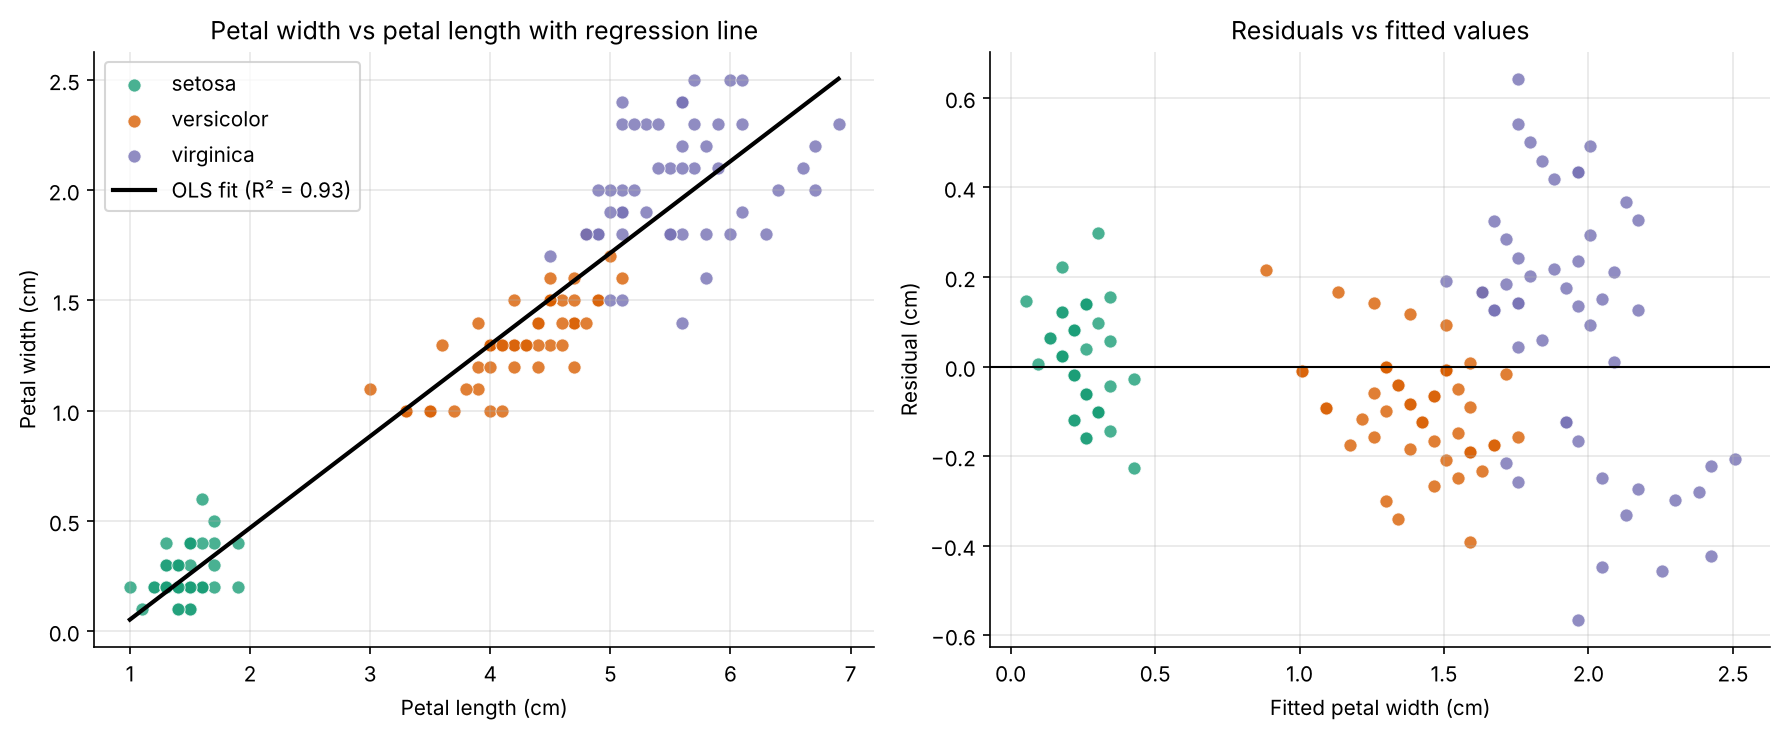 Petal width vs petal length with regression line
setosa
versicolor
virginica
OLS fit (R² = 0.93)
2.5
2.0
1.5
1.0
0.5
0.0
Petal width (cm)
1 2 3 4 5 6 7
Petal length (cm)
Residuals vs fitted values
0.6
0.4
0.2
0.0
−0.2
−0.4
−0.6
Residual (cm)
0.0 0.5 1.0 1.5 2.0 2.5
Fitted petal width (cm)